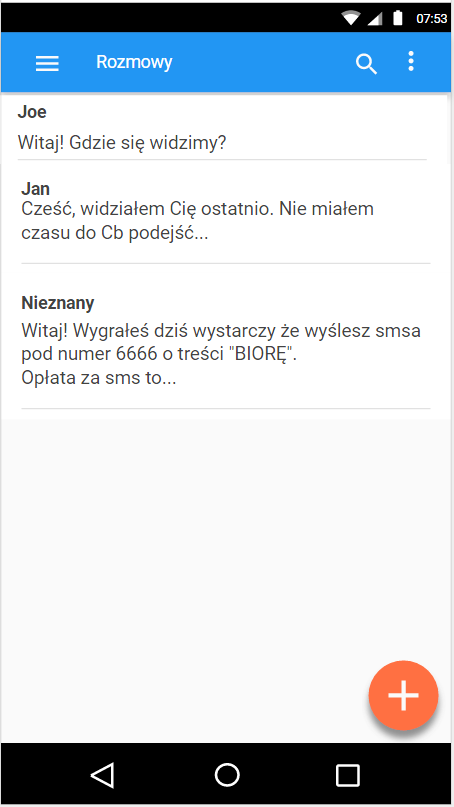 07:53
Rozmowy
Joe
Witaj! Gdzie się widzimy?
Jan
Cześć, widziałem Cię ostatnio. Nie miałem
czasu do Cb podejść...
Nieznany
Witaj! Wygrałeś dziś wystarczy że wyślesz smsa
pod numer 6666 o treści "BIORĘ".
Opłata za sms to...